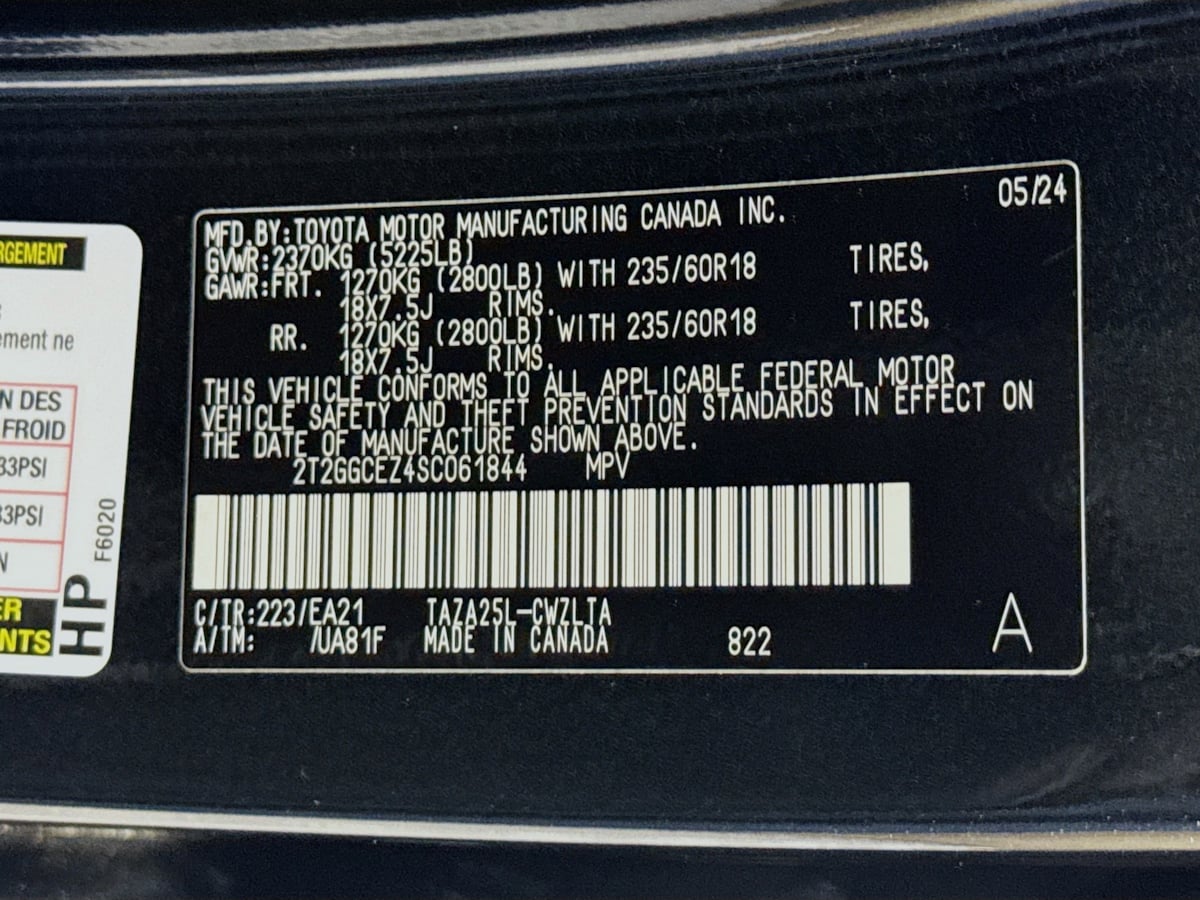 RGEMENT
ement ne
N DES
FROID
33PSI
33PSI
N
ER
NTS
HP
F6020
05/24
MFD.BY:TOYOTA MOTOR MANUFACTURING CANADA INC.
GVWR:2370KG (5225LB)
GAWR:FRT. 1270KG (2800LB) WITH 235/60R18 TIRES,
18X7.5J RIMS.
RR. 1270KG (2800LB) WITH 235/60R18 TIRES,
18X7.5J RIMS.
THIS VEHICLE CONFORMS TO ALL APPLICABLE FEDERAL MOTOR
VEHICLE SAFETY AND THEFT PREVENTION STANDARDS IN EFFECT ON
THE DATE OF MANUFACTURE SHOWN ABOVE.
2T2GGCEZ4SC061844 MPV
C/TR:223/EA21 TAZA25L-CWZLTA
A/TM: /UA81F MADE IN CANADA 822
A